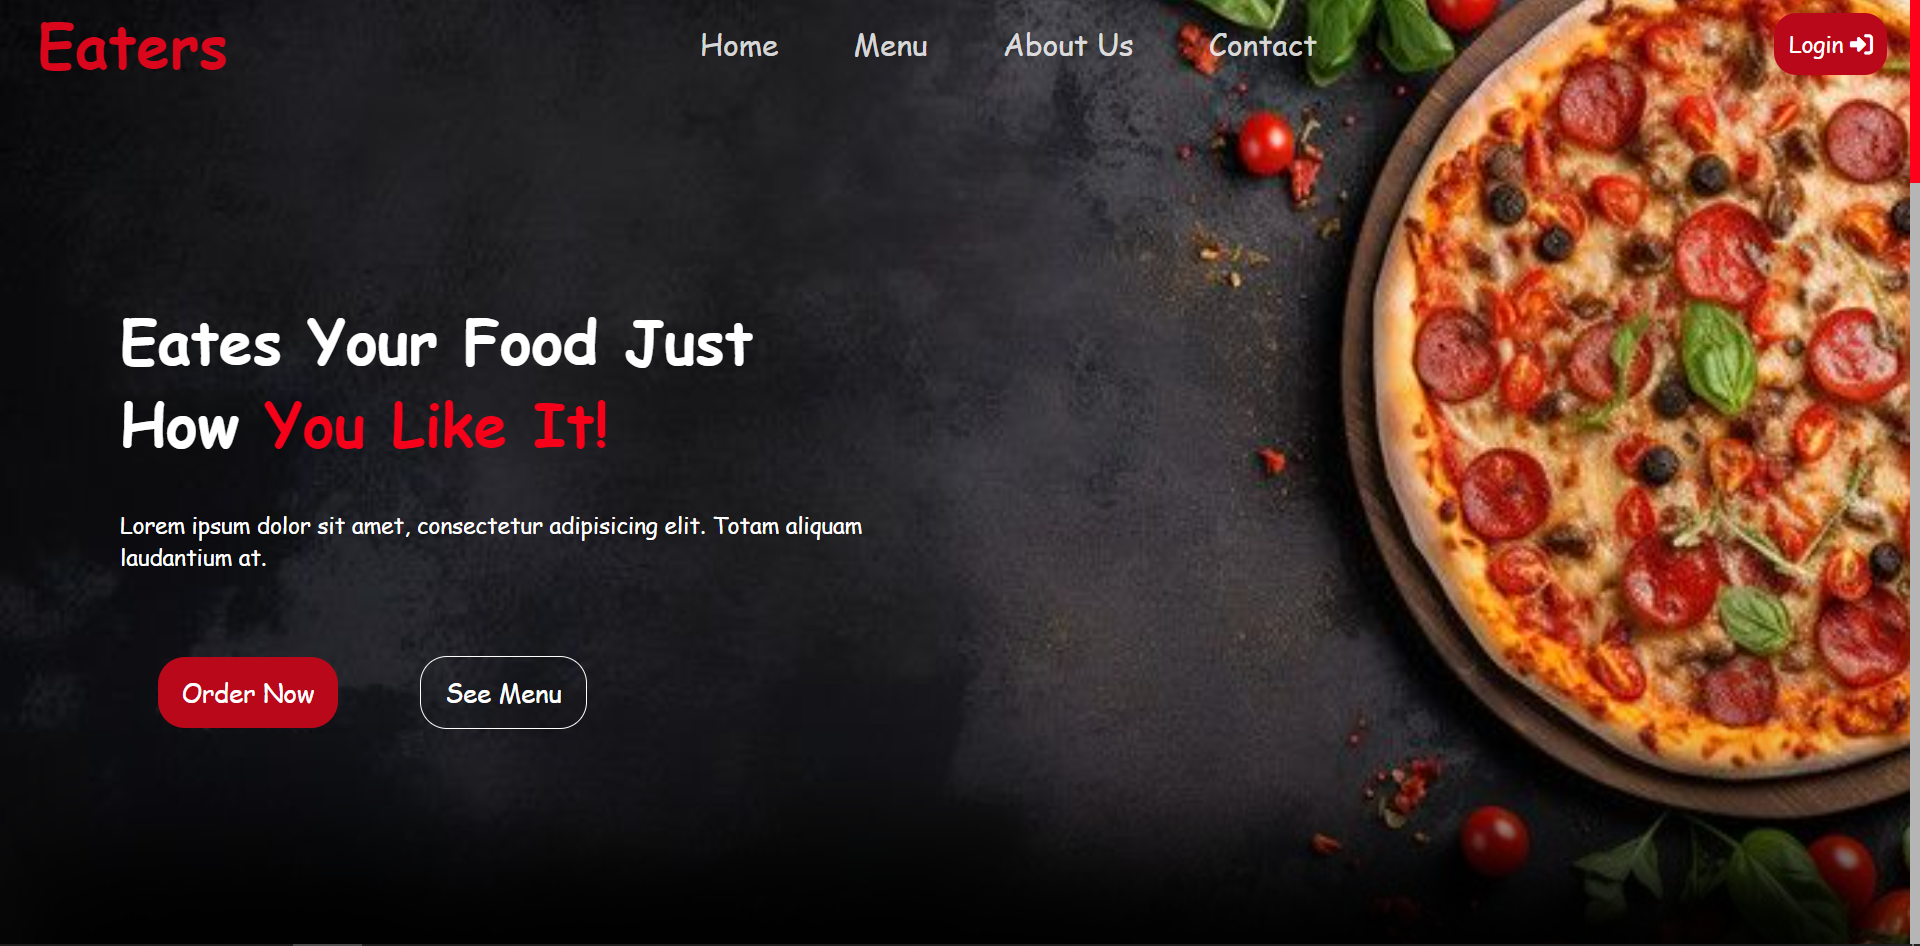 Eaters
Home Menu About Us Contact
Login
Eates Your Food Just
How You Like It!
Lorem ipsum dolor sit amet, consectetur adipisicing elit. Totam aliquam
laudantium at.
Order Now See Menu